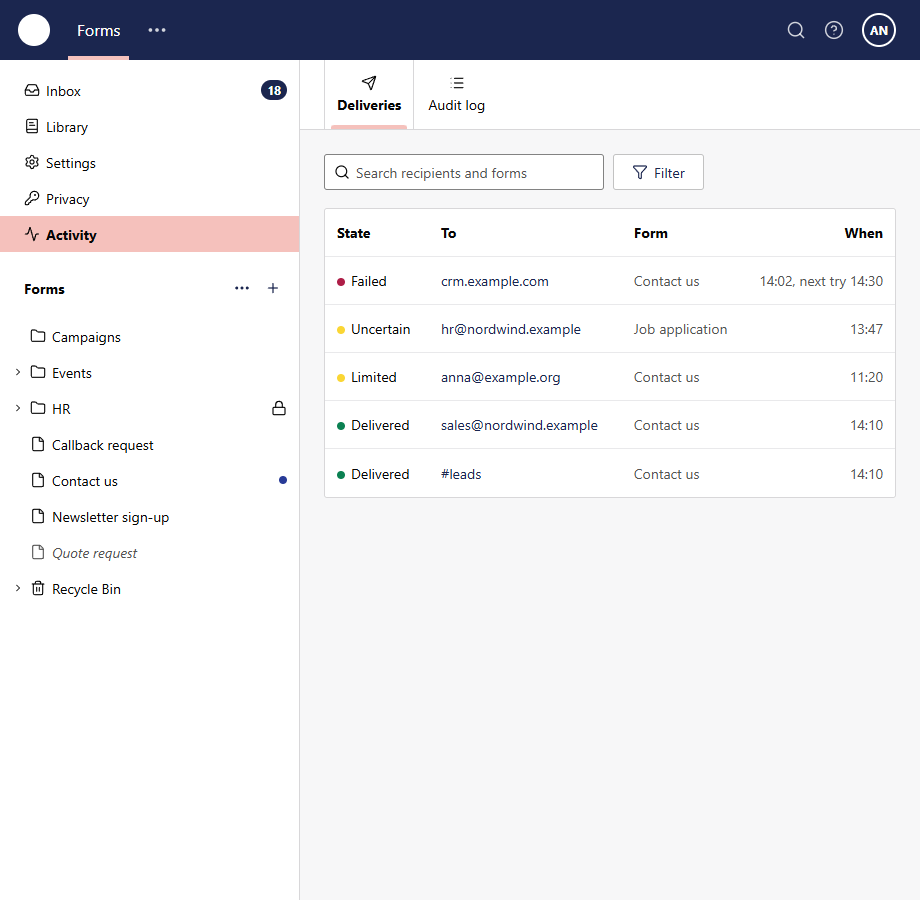 Forms
AN
Inbox 18
Library
Settings
Privacy
Activity
Forms
Campaigns
Events
HR
Callback request
Contact us
Newsletter sign-up
Quote request
Recycle Bin
Deliveries
Audit log
Search recipients and forms
Filter
State To Form When
Failed crm.example.com Contact us 14:02, next try 14:30
Uncertain hr@nordwind.example Job application 13:47
Limited anna@example.org Contact us 11:20
Delivered sales@nordwind.example Contact us 14:10
Delivered #leads Contact us 14:10